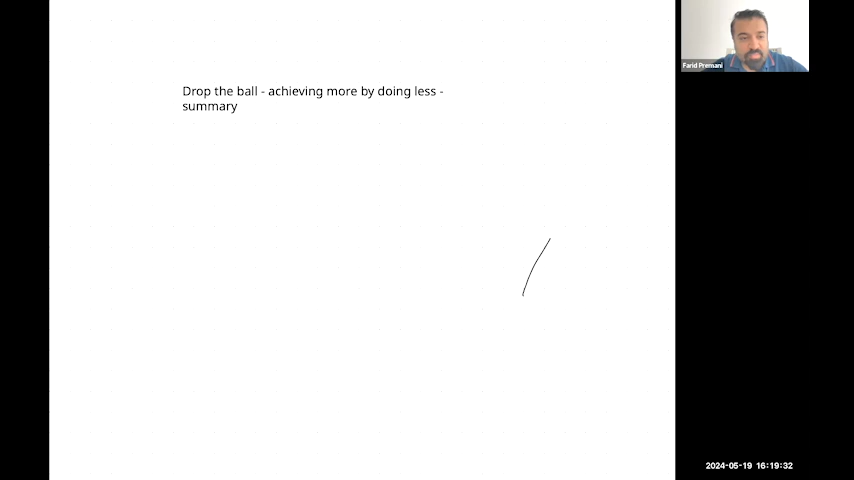 Drop the ball - achieving more by doing less -
summary
Farid Premani
2024-05-19 16:19:32